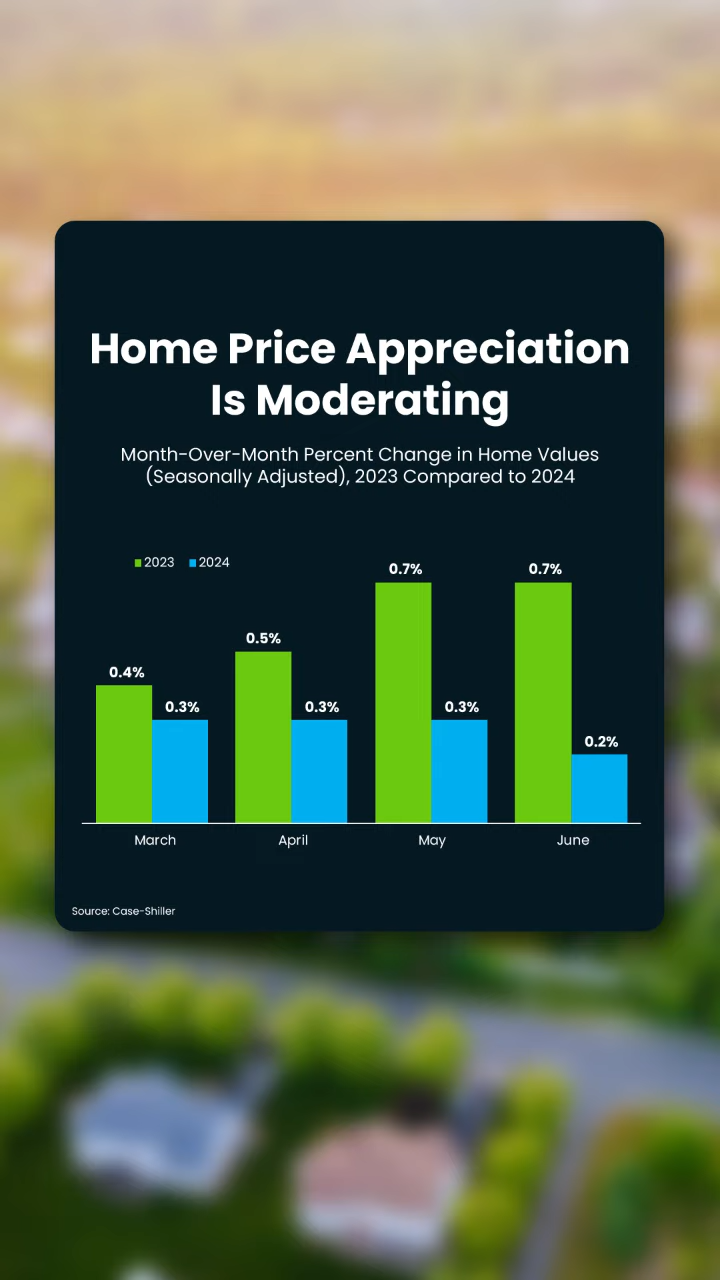 Home Price Appreciation
Is Moderating
Month-Over-Month Percent Change in Home Values
(Seasonally Adjusted), 2023 Compared to 2024
2023 2024
0.4% 0.3% 0.5% 0.3% 0.7% 0.3% 0.7% 0.2%
March April May June
Source: Case-Shiller